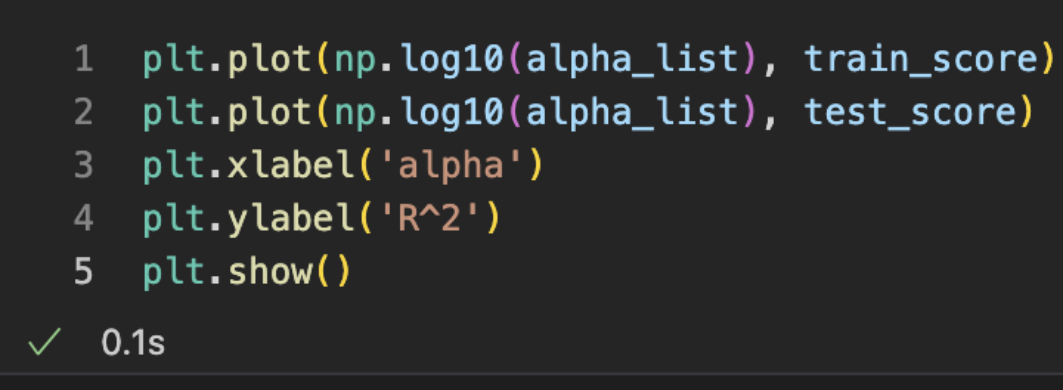 1 plt.plot(np.log10(alpha_list), train_score)
2 plt.plot(np.log10(alpha_list), test_score)
3 plt.xlabel('alpha')
4 plt.ylabel('R^2')
5 plt.show()
✓ 0.1s